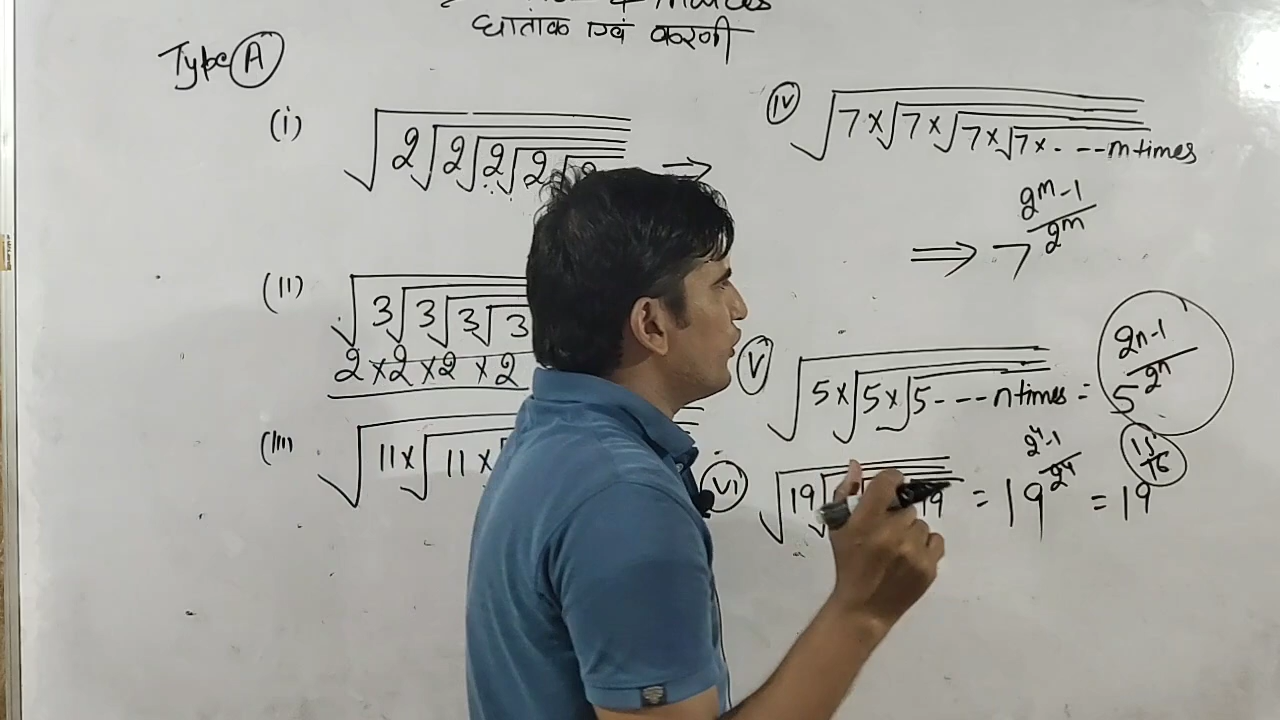 & Indices
घातांक एवं करणी
Type (A)
(i) √2√2√2√2√2 ⇒
(ii) √3√3√3√3
2×2×2×2
(iii) √11×√11×
(iv) √7×√7×√7×√7×----m times
⇒ 7^((2^m-1)/2^m)
(v) √5×√5×√5---n times = 5^((2n-1)/2^n)
(vi) √19 19 = 19^((2^4-1)/2^4) = 19^(15/16)